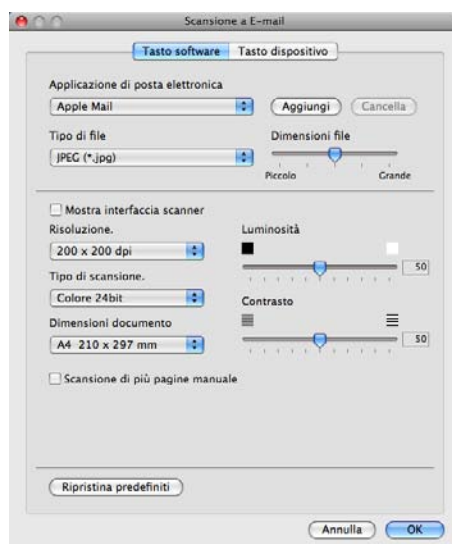 Scansione a E-mail
Tasto software Tasto dispositivo
Applicazione di posta elettronica
Apple Mail Aggiungi Cancella
Tipo di file Dimensioni file
JPEG (*.jpg)
Piccolo Grande
Mostra interfaccia scanner
Risoluzione. Luminosità
200 x 200 dpi
50
Tipo di scansione.
Colore 24bit Contrasto
Dimensioni documento
A4 210 x 297 mm 50
Scansione di più pagine manuale
Ripristina predefiniti
Annulla OK